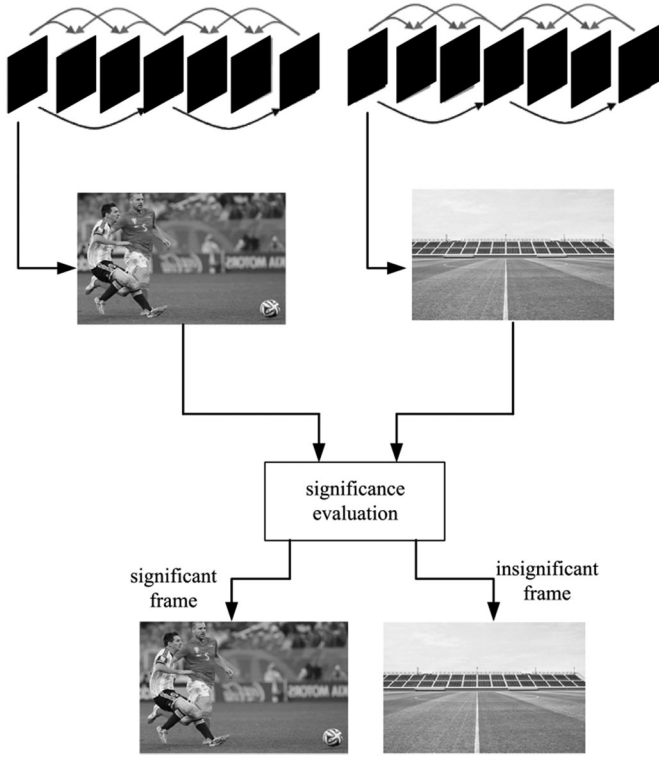 significance
evaluation
significant
frame
insignificant
frame